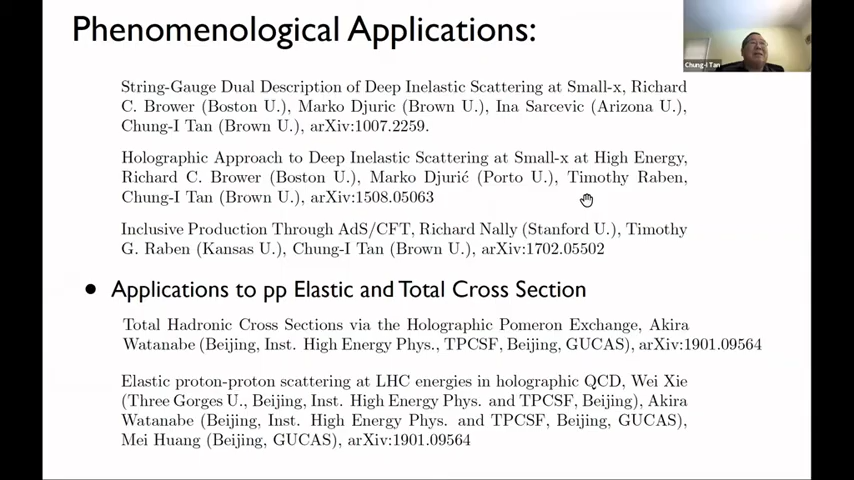 Phenomenological Applications:
Chung-I Tan
String-Gauge Dual Description of Deep Inelastic Scattering at Small-x, Richard
C. Brower (Boston U.), Marko Djuric (Brown U.), Ina Sarcevic (Arizona U.),
Chung-I Tan (Brown U.), arXiv:1007.2259.
Holographic Approach to Deep Inelastic Scattering at Small-x at High Energy,
Richard C. Brower (Boston U.), Marko Djurić (Porto U.), Timothy Raben,
Chung-I Tan (Brown U.), arXiv:1508.05063
Inclusive Production Through AdS/CFT, Richard Nally (Stanford U.), Timothy
G. Raben (Kansas U.), Chung-I Tan (Brown U.), arXiv:1702.05502
• Applications to pp Elastic and Total Cross Section
Total Hadronic Cross Sections via the Holographic Pomeron Exchange, Akira
Watanabe (Beijing, Inst. High Energy Phys., TPCSF, Beijing, GUCAS), arXiv:1901.09564
Elastic proton-proton scattering at LHC energies in holographic QCD, Wei Xie
(Three Gorges U., Beijing, Inst. High Energy Phys. and TPCSF, Beijing), Akira
Watanabe (Beijing, Inst. High Energy Phys. and TPCSF, Beijing, GUCAS),
Mei Huang (Beijing, GUCAS), arXiv:1901.09564